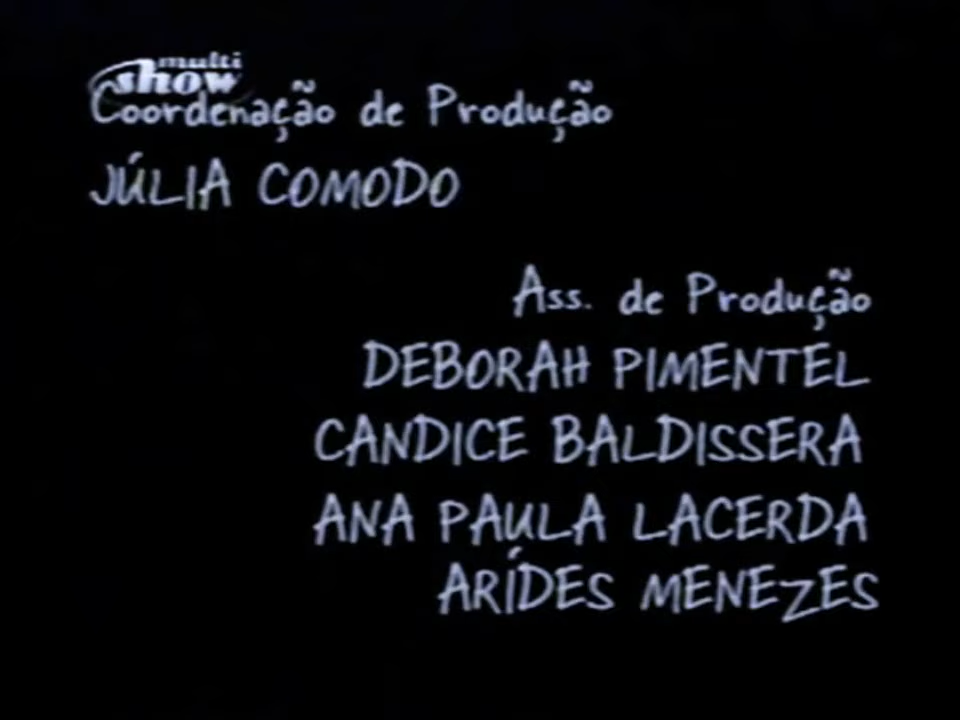 multi
show
Coordenação de Produção
JÚLIA COMODO
Ass. de Produção
DEBORAH PIMENTEL
CANDICE BALDISSERA
ANA PAULA LACERDA
ARÍDES MENEZES